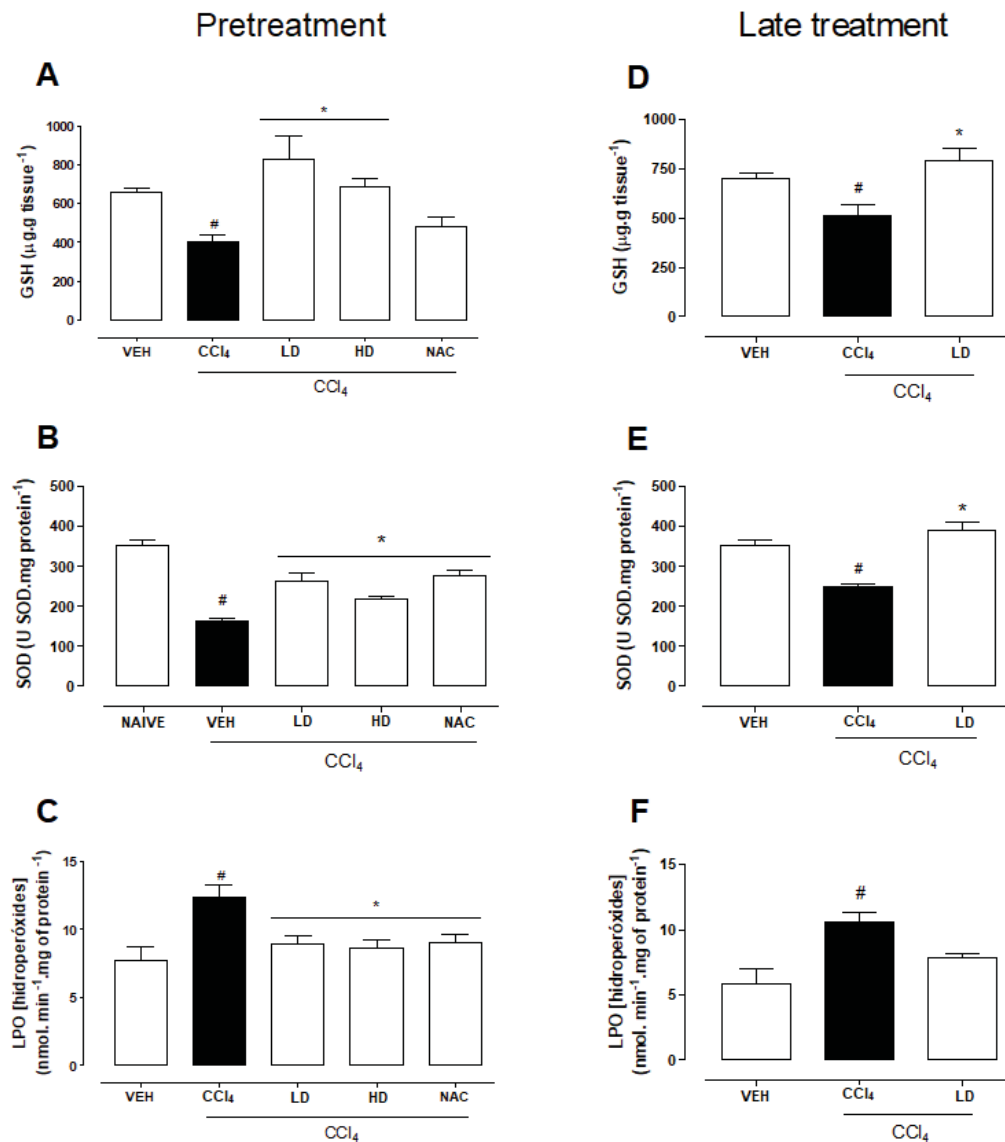 Pretreatment
Late treatment
A
*
GSH (µg.g tissue⁻¹)
1000
800
600
400
200
0
#
VEH
CCl₄
LD
HD
NAC
CCl₄
D
*
GSH (µg.g tissue⁻¹)
1000
750
500
250
0
#
VEH
CCl₄
LD
CCl₄
B
SOD (U SOD.mg protein⁻¹)
500
400
300
200
100
0
#
*
NAIVE
VEH
LD
HD
NAC
CCl₄
E
SOD (U SOD.mg protein⁻¹)
500
400
300
200
100
0
#
*
VEH
CCl₄
LD
CCl₄
C
LPO [hidroperóxides]
(nmol. min⁻¹.mg of protein⁻¹)
15
10
5
0
#
*
VEH
CCl₄
LD
HD
NAC
CCl₄
F
LPO [hidroperóxides]
(nmol. min⁻¹.mg of protein⁻¹)
15
10
5
0
#
VEH
CCl₄
LD
CCl₄